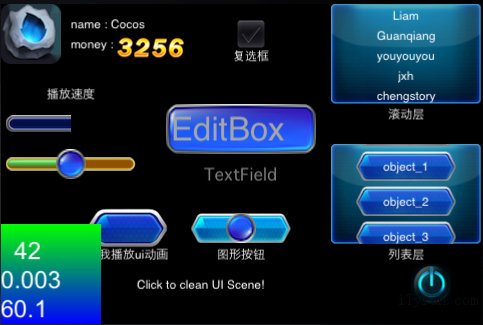 name : Cocos
money : 3256
复选框
Liam
Guanqiang
youyouyou
jxh
chengstory
滚动层
播放速度
EditBox
TextField
object_1
object_2
object_3
列表层
我播放ui动画
图形按钮
Click to clean UI Scene!
42
0.003
60.1